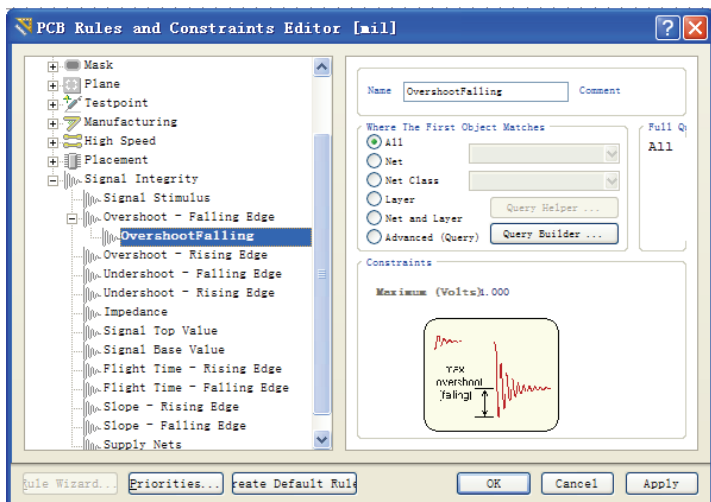 PCB Rules and Constraints Editor [mil]
Mask
Plane
Testpoint
Manufacturing
High Speed
Placement
Signal Integrity
Signal Stimulus
Overshoot - Falling Edge
OvershootFalling
Overshoot - Rising Edge
Undershoot - Falling Edge
Undershoot - Rising Edge
Impedance
Signal Top Value
Signal Base Value
Flight Time - Rising Edge
Flight Time - Falling Edge
Slope - Rising Edge
Slope - Falling Edge
Supply Nets
Name OvershootFalling Comment
Where The First Object Matches
All
Net
Net Class
Layer
Net and Layer
Advanced (Query)
Query Helper ...
Query Builder ...
Full Qu
All
Constraints
Maximum (Volts) 1.000
max
overshoot
(falling)
Rule Wizard... Priorities... reate Default Rule OK Cancel Apply